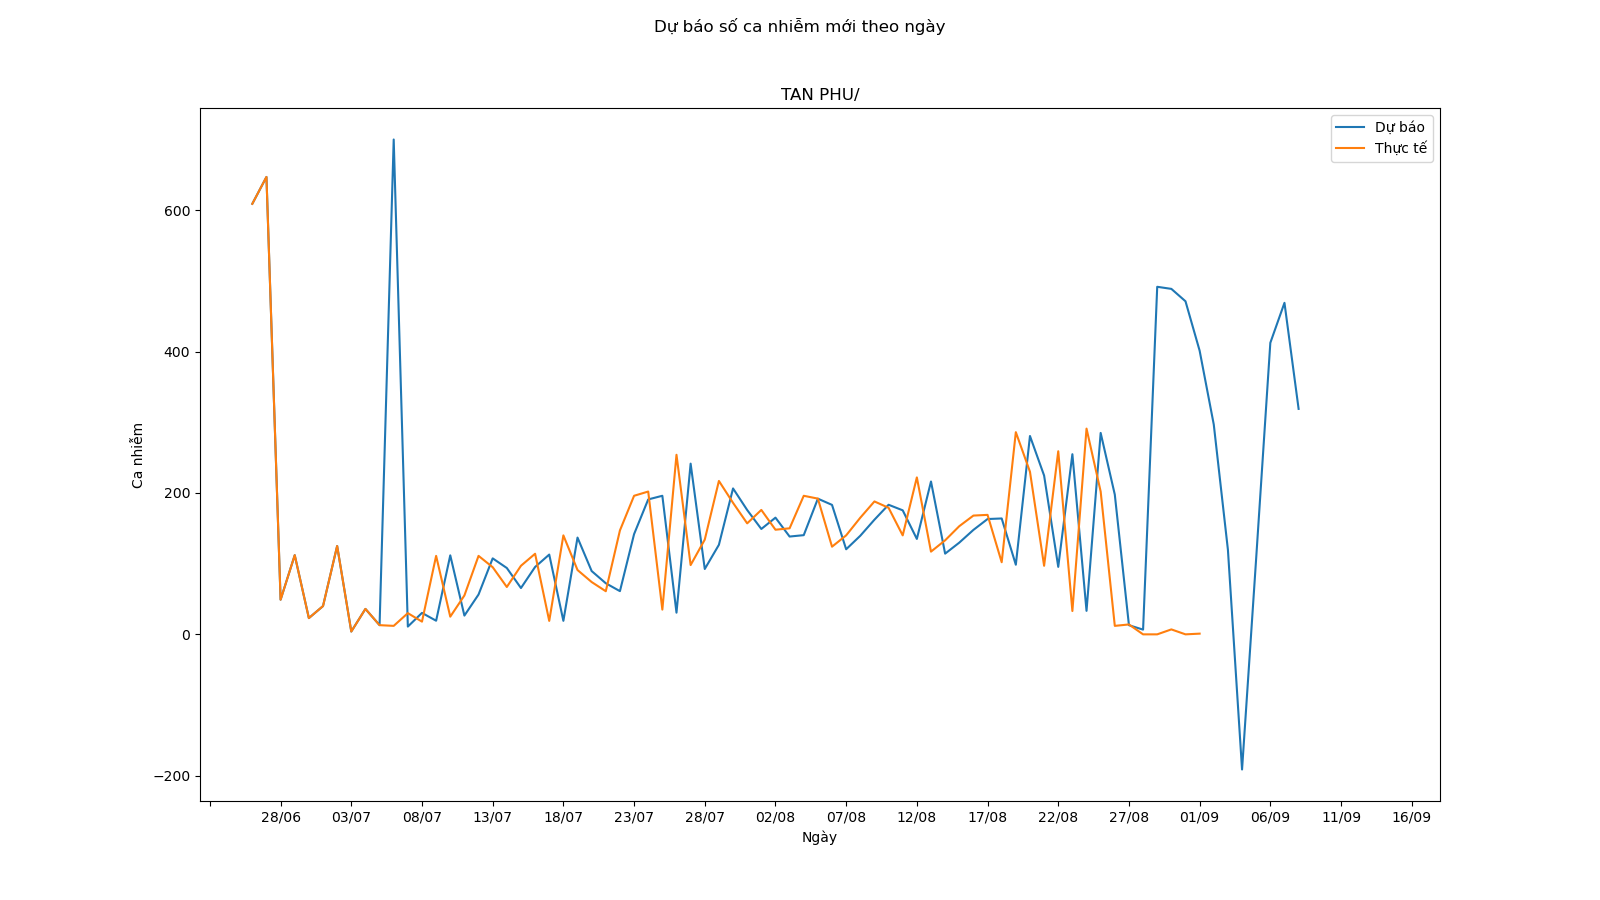 Dự báo số ca nhiễm mới theo ngày
TAN PHU/
Dự báo
Thực tế
600
400
200
0
−200
Ca nhiễm
28/06 03/07 08/07 13/07 18/07 23/07 28/07 02/08 07/08 12/08 17/08 22/08 27/08 01/09 06/09 11/09 16/09
Ngày